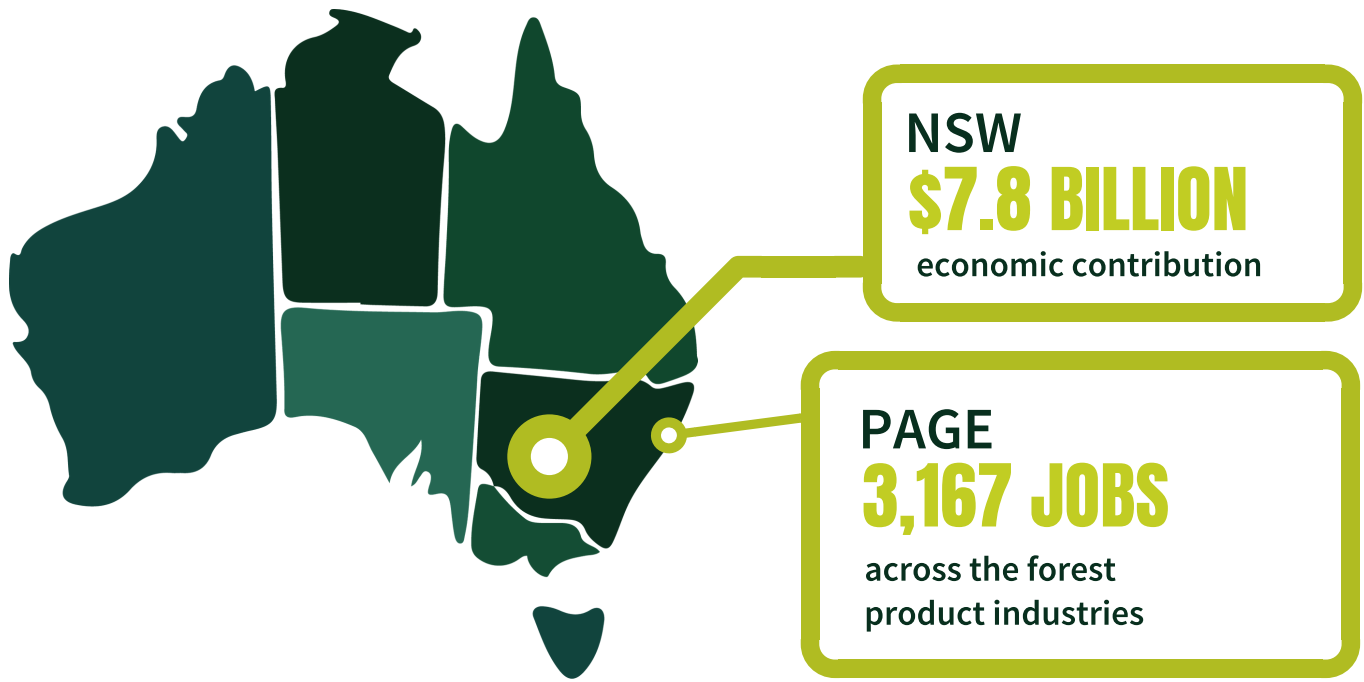 NSW
$7.8 BILLION
economic contribution
PAGE
3,167 JOBS
across the forest
product industries